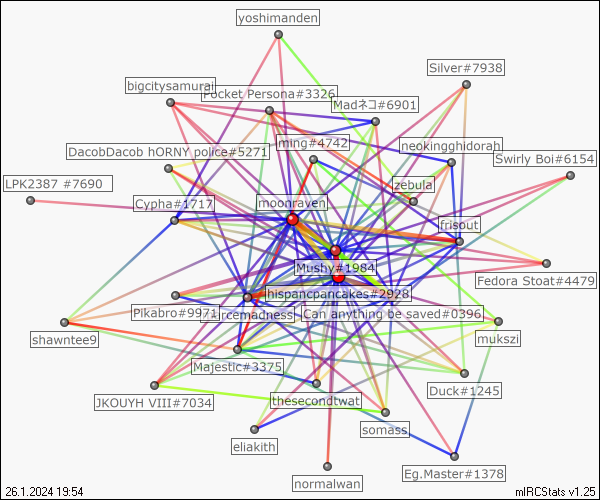 yoshimanden
Silver#7938
bigcitysamurai
Pocket Persona#3326
Madネコ#6901
ming#4742
neokingghidorah
DacobDacob hORNY police#5271
Swirly Boi#6154
LPK2387 #7690
zebula
Cypha#1717
moonraven
frisout
Mushy#1984
Fedora Stoat#4479
hispancpancakes#2928
Pikabro#9971
rcemadness
Can anything be saved#0396
shawntee9
mukszi
Majestic#3375
Duck#1245
JKOUYH VIII#7034
thesecondtwat
somass
eliakith
Eg.Master#1378
normalwan
26.1.2024 19:54
mIRCStats v1.25